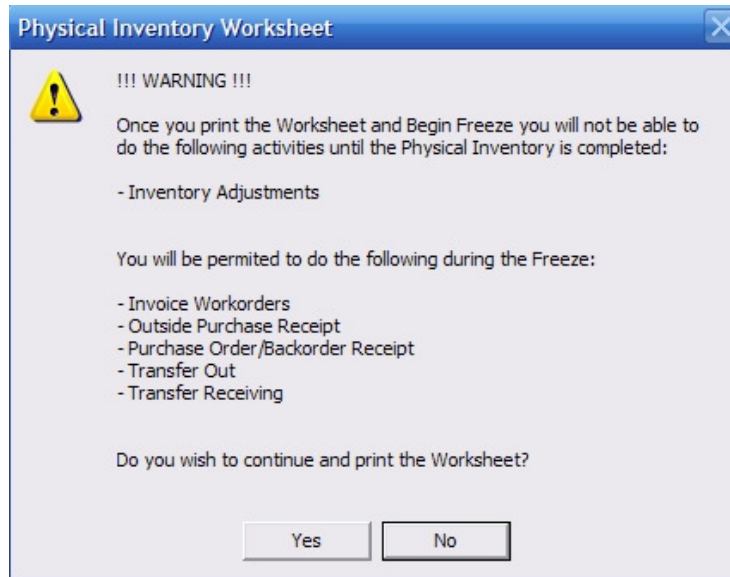 Physical Inventory Worksheet
!!! WARNING !!!
Once you print the Worksheet and Begin Freeze you will not be able to
do the following activities until the Physical Inventory is completed:
- Inventory Adjustments
You will be permited to do the following during the Freeze:
- Invoice Workorders
- Outside Purchase Receipt
- Purchase Order/Backorder Receipt
- Transfer Out
- Transfer Receiving
Do you wish to continue and print the Worksheet?
Yes
No